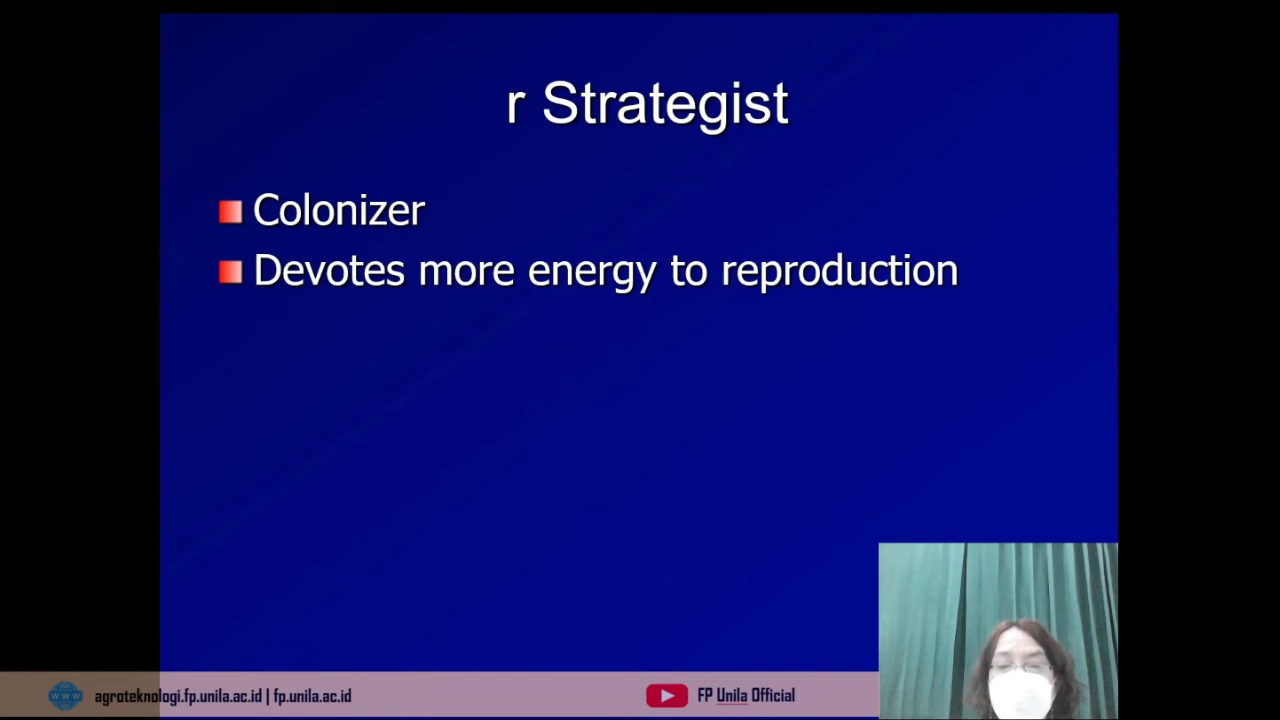 r Strategist
Colonizer
Devotes more energy to reproduction
WWW
agroteknologi.fp.unila.ac.id | fp.unila.ac.id
FP Unila Official